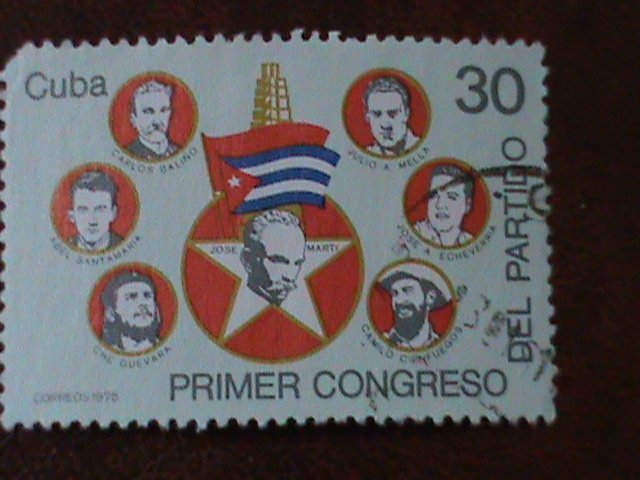 Cuba
30
CARLOS BALIÑO
JULIO A. MELLA
ABEL SANTAMARIA
JOSE MARTI
JOSE A. ECHEVERRIA
CHE GUEVARA
CAMILO CIENFUEGOS
PRIMER CONGRESO
DEL PARTIDO
CORREOS 1975